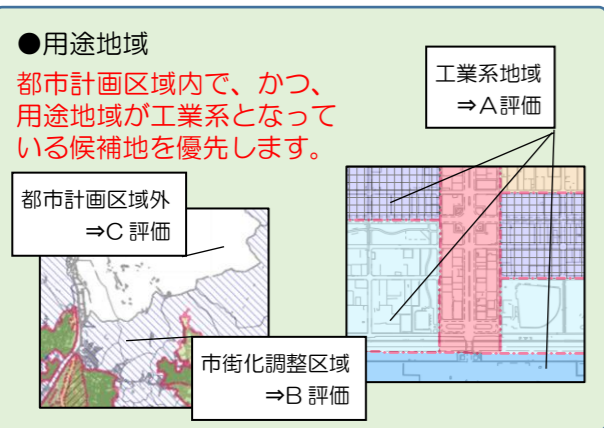 ●用途地域
都市計画区域内で、かつ、
用途地域が工業系となって
いる候補地を優先します。
工業系地域
⇒A評価
都市計画区域外
⇒C 評価
市街化調整区域
⇒B 評価